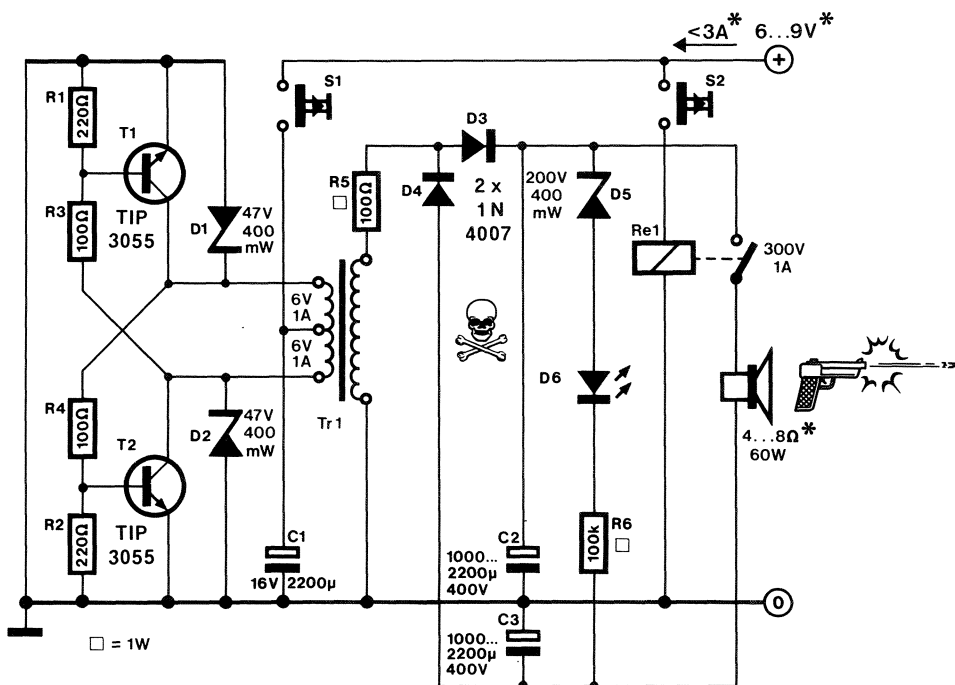 <3A* 6...9V*
+
S1
S2
R1
220Ω
T1
TIP
3055
R3
100Ω
D1
47V
400
mW
D3
D4
2 x
1N
4007
R5
□
100Ω
200V
400
mW
D5
Re1
300V
1A
6V
1A
6V
1A
Tr1
D6
4...8Ω*
60W
R4
100Ω
T2
TIP
3055
D2
47V
400
mW
R2
220Ω
C1
16V 2200µ
C2
1000...
2200µ
400V
R6
□
100k
0
C3
1000...
2200µ
400V
□ = 1W